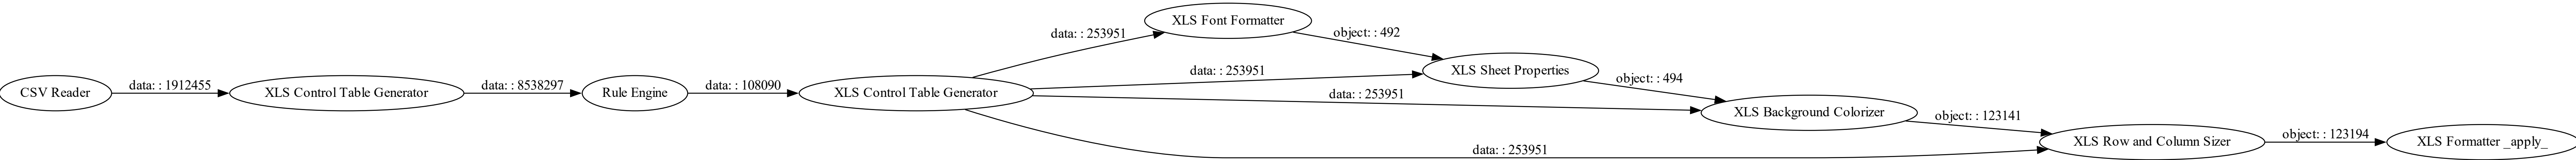 CSV Reader
data: : 1912455
XLS Control Table Generator
data: : 8538297
Rule Engine
data: : 108090
XLS Control Table Generator
data: : 253951
XLS Font Formatter
object: : 492
data: : 253951
XLS Sheet Properties
object: : 494
data: : 253951
XLS Background Colorizer
object: : 123141
data: : 253951
XLS Row and Column Sizer
object: : 123194
XLS Formatter _apply_